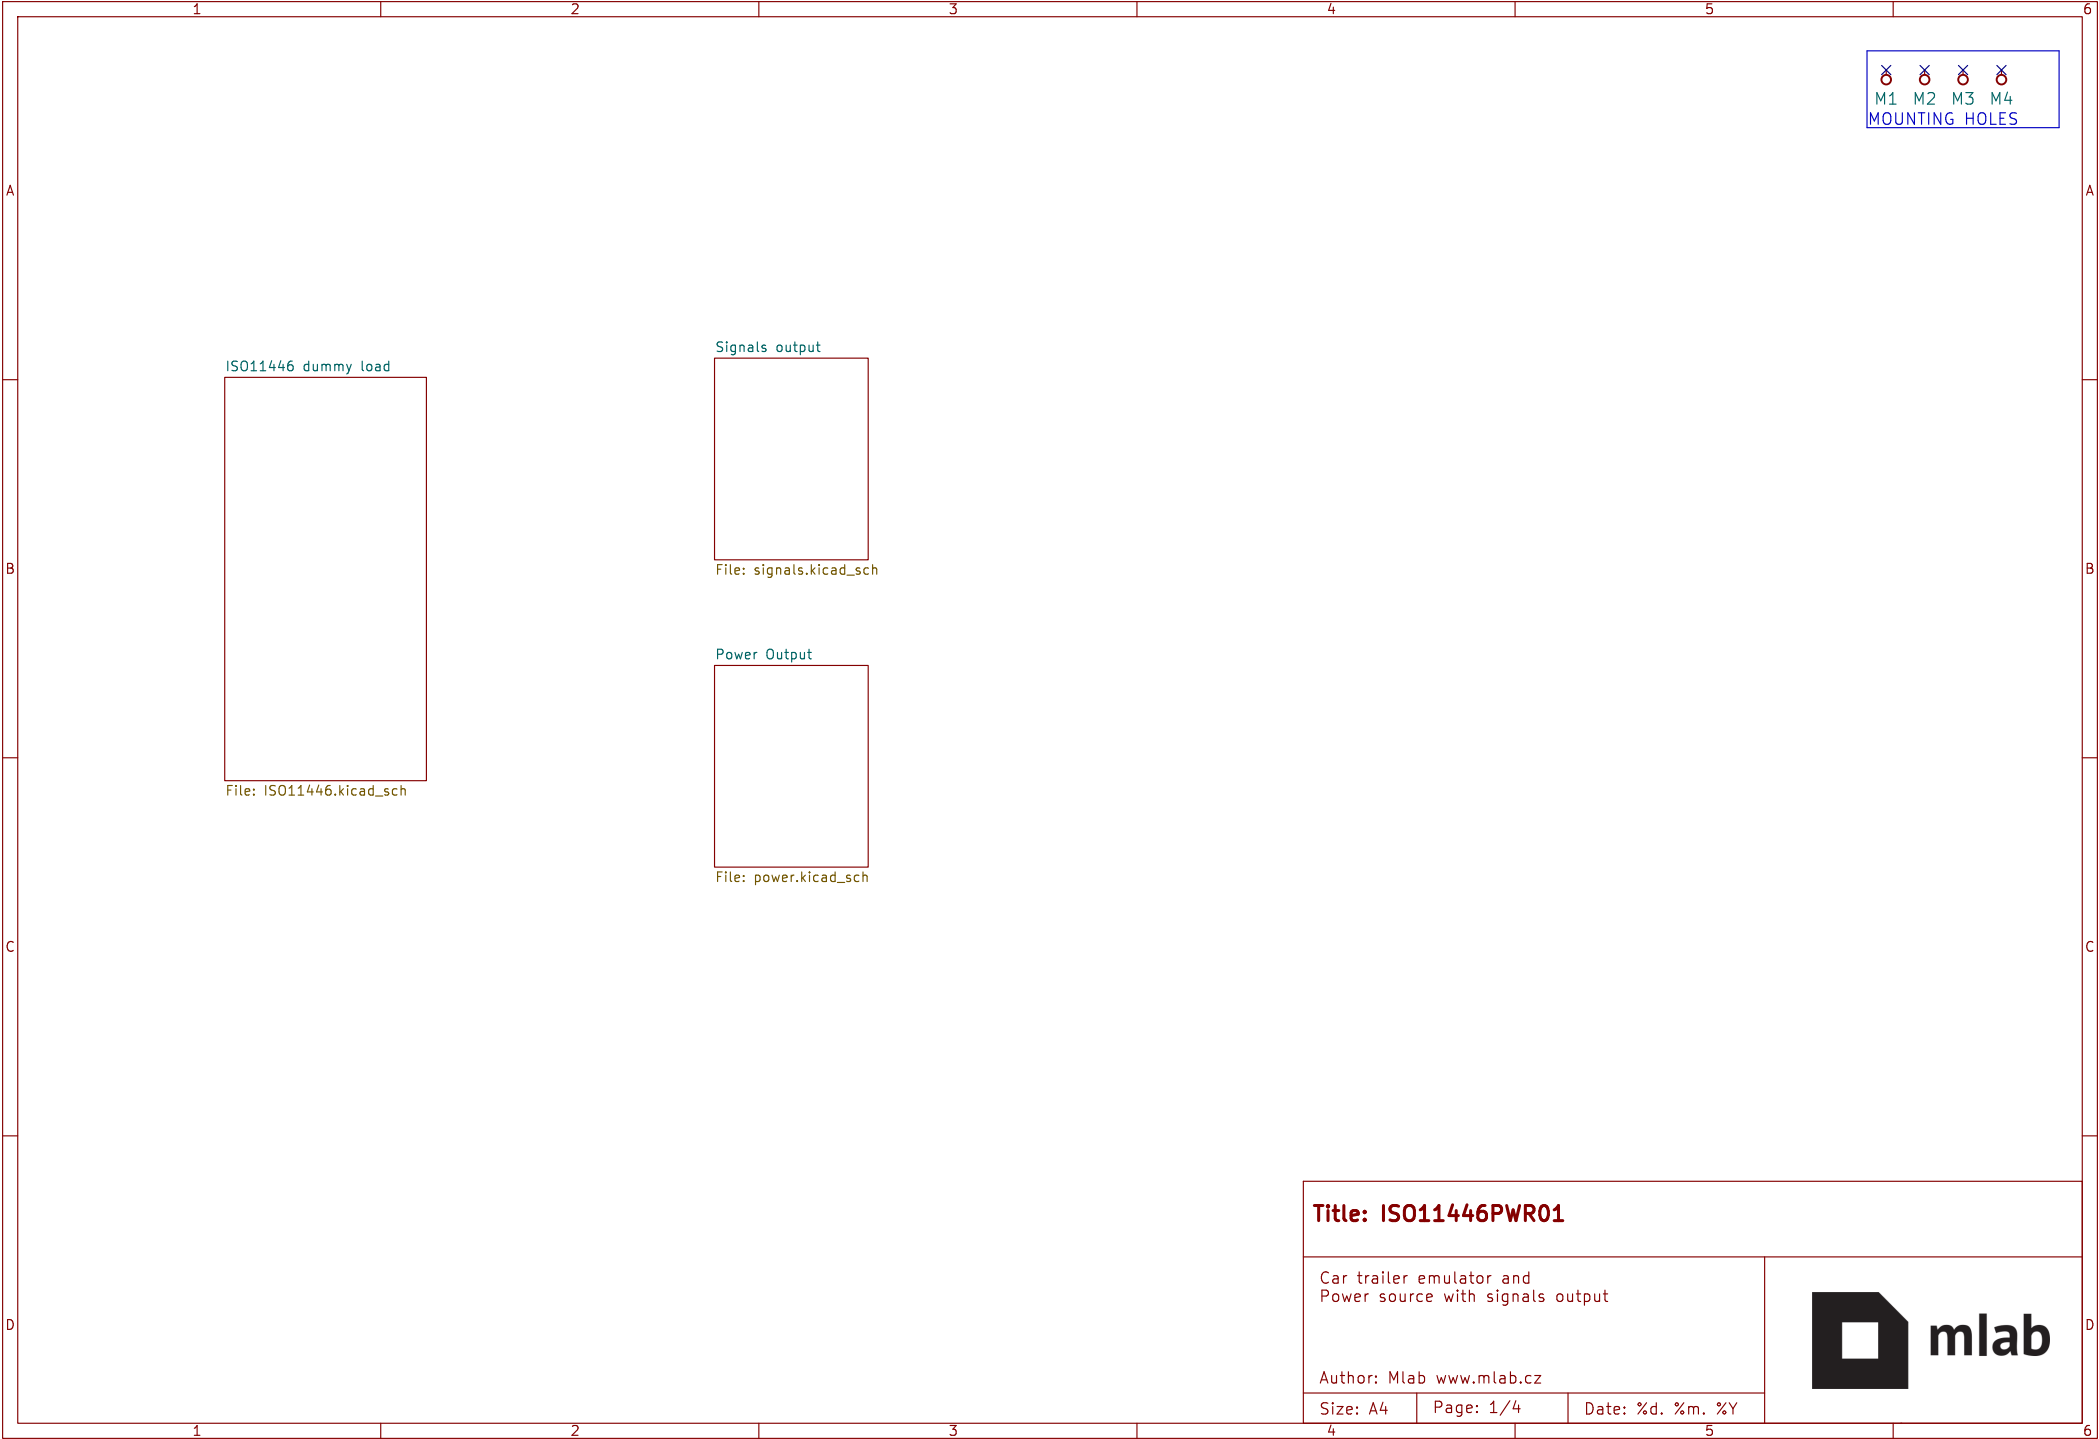 1 2 3 4 5 6
M1 M2 M3 M4
MOUNTING HOLES
A A
Signals output
ISO11446 dummy load
B B
File: signals.kicad_sch
Power Output
File: ISO11446.kicad_sch
File: power.kicad_sch
C C
Title: ISO11446PWR01
Car trailer emulator and
Power source with signals output
D D
mlab
Author: Mlab www.mlab.cz
Size: A4 Page: 1/4 Date: %d. %m. %Y
1 2 3 4 5 6